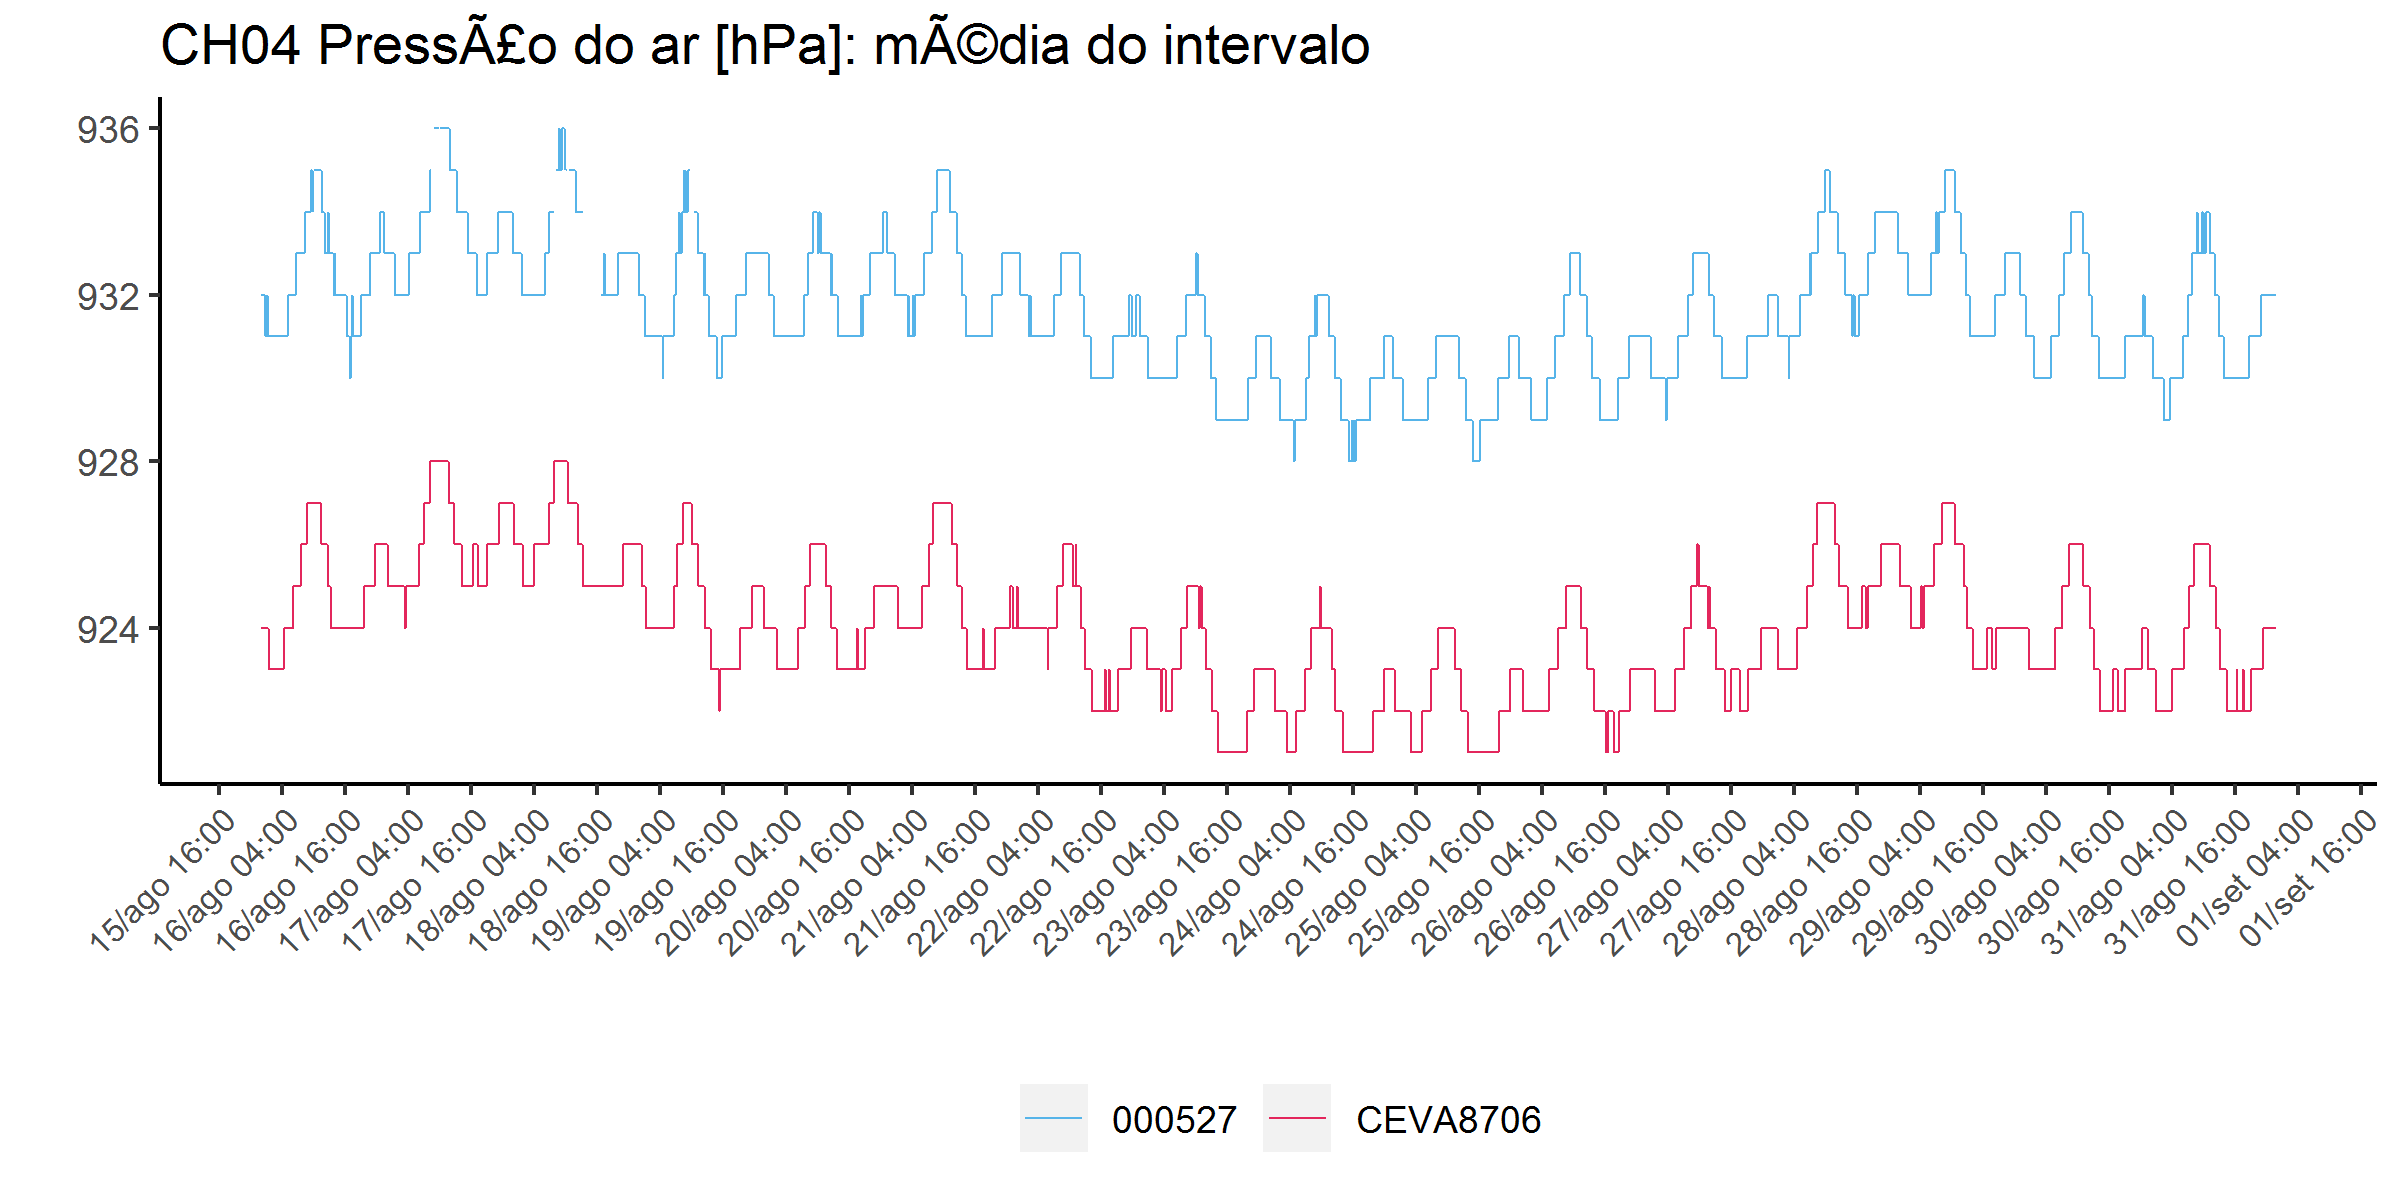 CH04 PressÃ£o do ar [hPa]: mÃ©dia do intervalo
936
932
928
924
15/ago 16:00
16/ago 04:00
16/ago 16:00
17/ago 04:00
17/ago 16:00
18/ago 04:00
18/ago 16:00
19/ago 04:00
19/ago 16:00
20/ago 04:00
20/ago 16:00
21/ago 04:00
21/ago 16:00
22/ago 04:00
22/ago 16:00
23/ago 04:00
23/ago 16:00
24/ago 04:00
24/ago 16:00
25/ago 04:00
25/ago 16:00
26/ago 04:00
26/ago 16:00
27/ago 04:00
27/ago 16:00
28/ago 04:00
28/ago 16:00
29/ago 04:00
29/ago 16:00
30/ago 04:00
30/ago 16:00
31/ago 04:00
31/ago 16:00
01/set 04:00
01/set 16:00
000527
CEVA8706